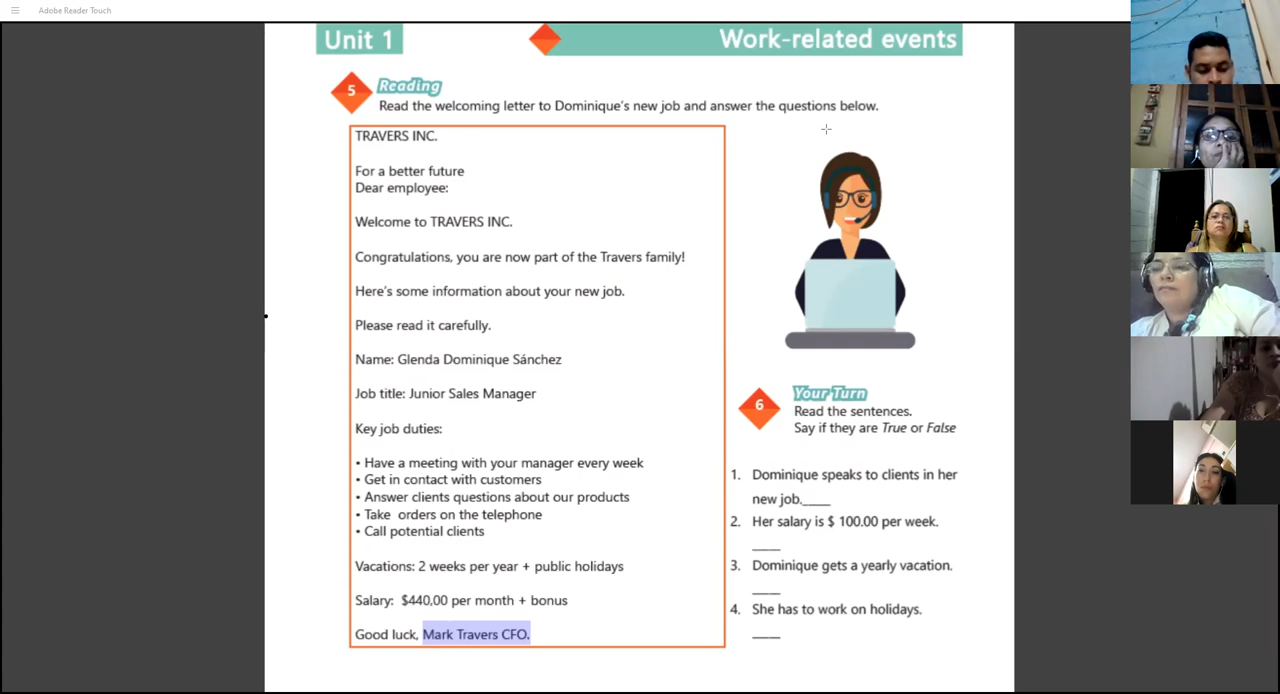 Adobe Reader Touch
Unit 1
Work-related events
5
Reading
Read the welcoming letter to Dominique's new job and answer the questions below.
TRAVERS INC.
For a better future
Dear employee:
Welcome to TRAVERS INC.
Congratulations, you are now part of the Travers family!
Here's some information about your new job.
Please read it carefully.
Name: Glenda Dominique Sánchez
Job title: Junior Sales Manager
Key job duties:
• Have a meeting with your manager every week
• Get in contact with customers
• Answer clients questions about our products
• Take orders on the telephone
• Call potential clients
Vacations: 2 weeks per year + public holidays
Salary: $440,00 per month + bonus
Good luck, Mark Travers CFO.
6
Your Turn
Read the sentences.
Say if they are True or False
1. Dominique speaks to clients in her
new job.____
2. Her salary is $ 100.00 per week.
____
3. Dominique gets a yearly vacation.
____
4. She has to work on holidays.
____